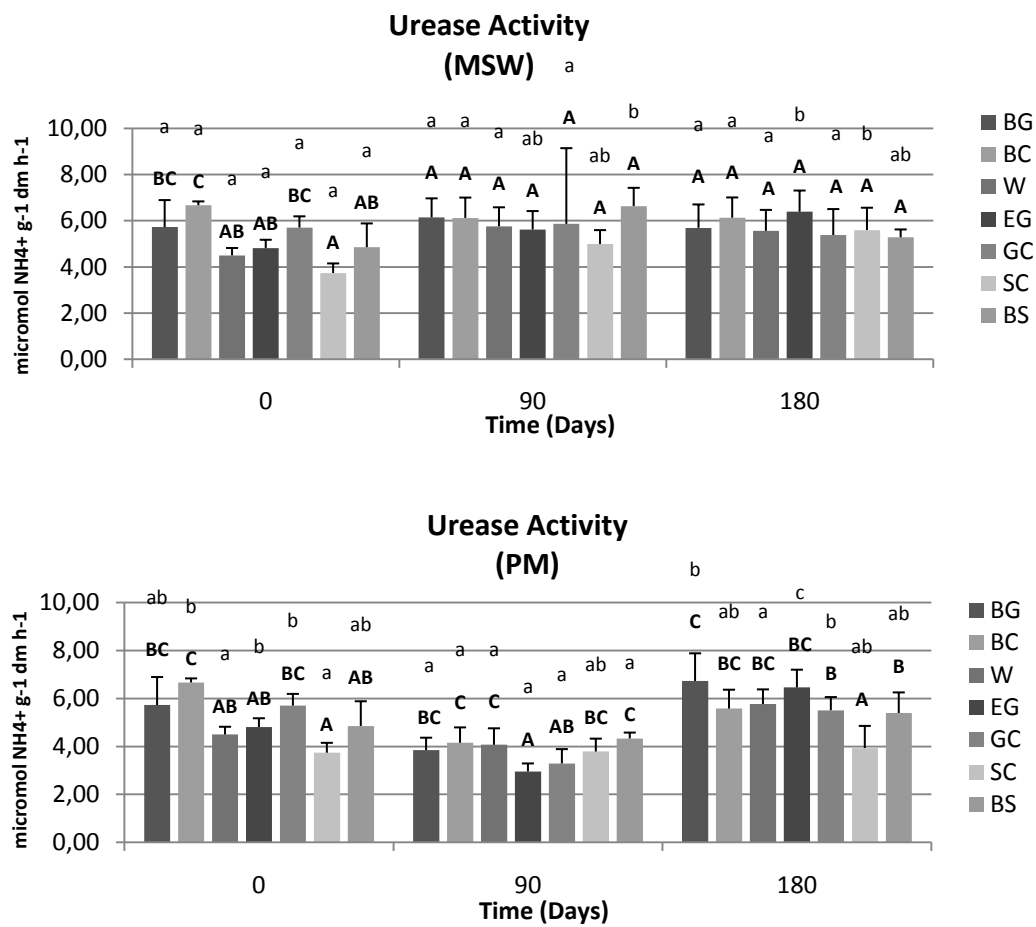 Urease Activity
(MSW)
micromol NH4+ g-1 dm h-1
10,00
8,00
6,00
4,00
2,00
0,00
a a a a a a a
BC C AB AB BC A AB
a a a ab a ab b
A A A A A A A
a a a b a b ab
A A A A A A A
0 90 180
Time (Days)
BG
BC
W
EG
GC
SC
BS
Urease Activity
(PM)
micromol NH4+ g-1 dm h-1
10,00
8,00
6,00
4,00
2,00
0,00
ab b a b b a ab
BC C AB AB BC A AB
a a a a a ab a
BC C C A AB BC C
b ab a c b ab ab
C BC BC BC B A B
0 90 180
Time (Days)
BG
BC
W
EG
GC
SC
BS